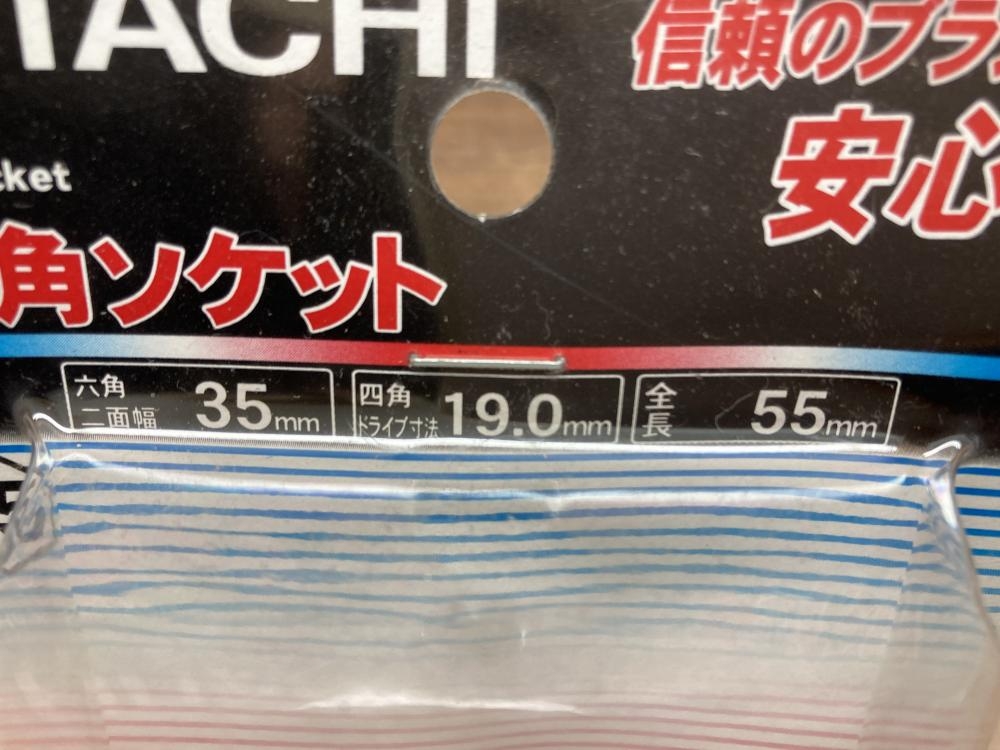 ITACHI
信頼のブラ
安心
cket
角ソケット
六角
二面幅 35mm
四角
ドライブ寸法 19.0mm
全長 55mm